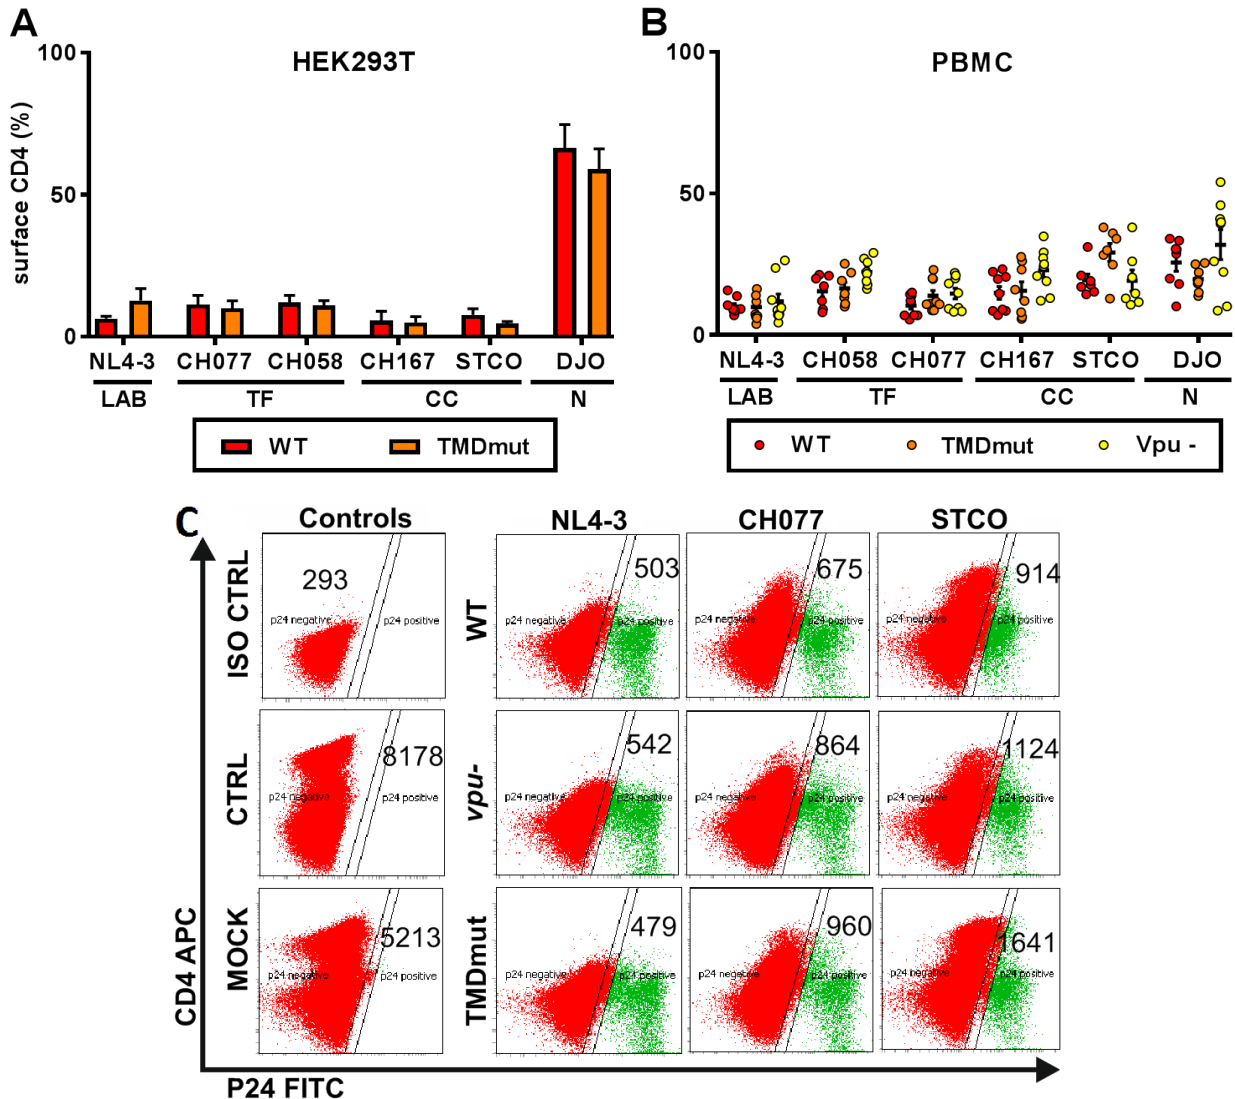 A
B
HEK293T
PBMC
surface CD4 (%)
100
50
0
100
50
0
NL4-3 CH077 CH058 CH167 STCO DJO
LAB TF CC N
WT TMDmut
NL4-3 CH058 CH077 CH167 STCO DJO
LAB TF CC N
WT TMDmut Vpu -
C
Controls NL4-3 CH077 STCO
ISO CTRL
293
p24 negative p24 positive
WT
503
p24 negative p24 positive
675
p24 negative p24 positive
914
p24 negative p24 positive
CTRL
8178
p24 negative p24 positive
vpu-
542
p24 negative p24 positive
864
p24 negative p24 positive
1124
p24 negative p24 positive
MOCK
5213
p24 negative p24 positive
TMDmut
479
p24 negative p24 positive
960
p24 negative p24 positive
1641
p24 negative p24 positive
CD4 APC
P24 FITC